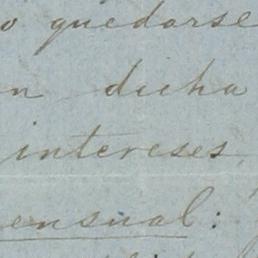 o quedarse
n dicha
intereses
ensual: